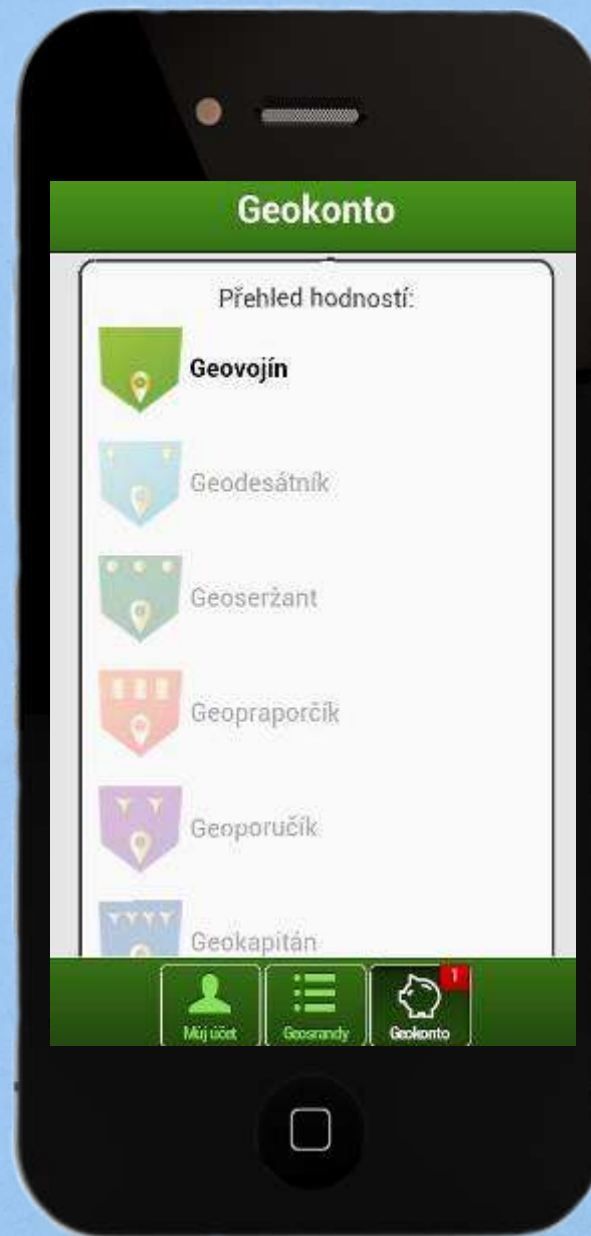 Geokonto
Přehled hodností:
Geovojín
Geodesátník
Geoseržant
Geopraporčík
Geoporučík
Geokapitán
1
Můj účet
Geosrandy
Geokonto